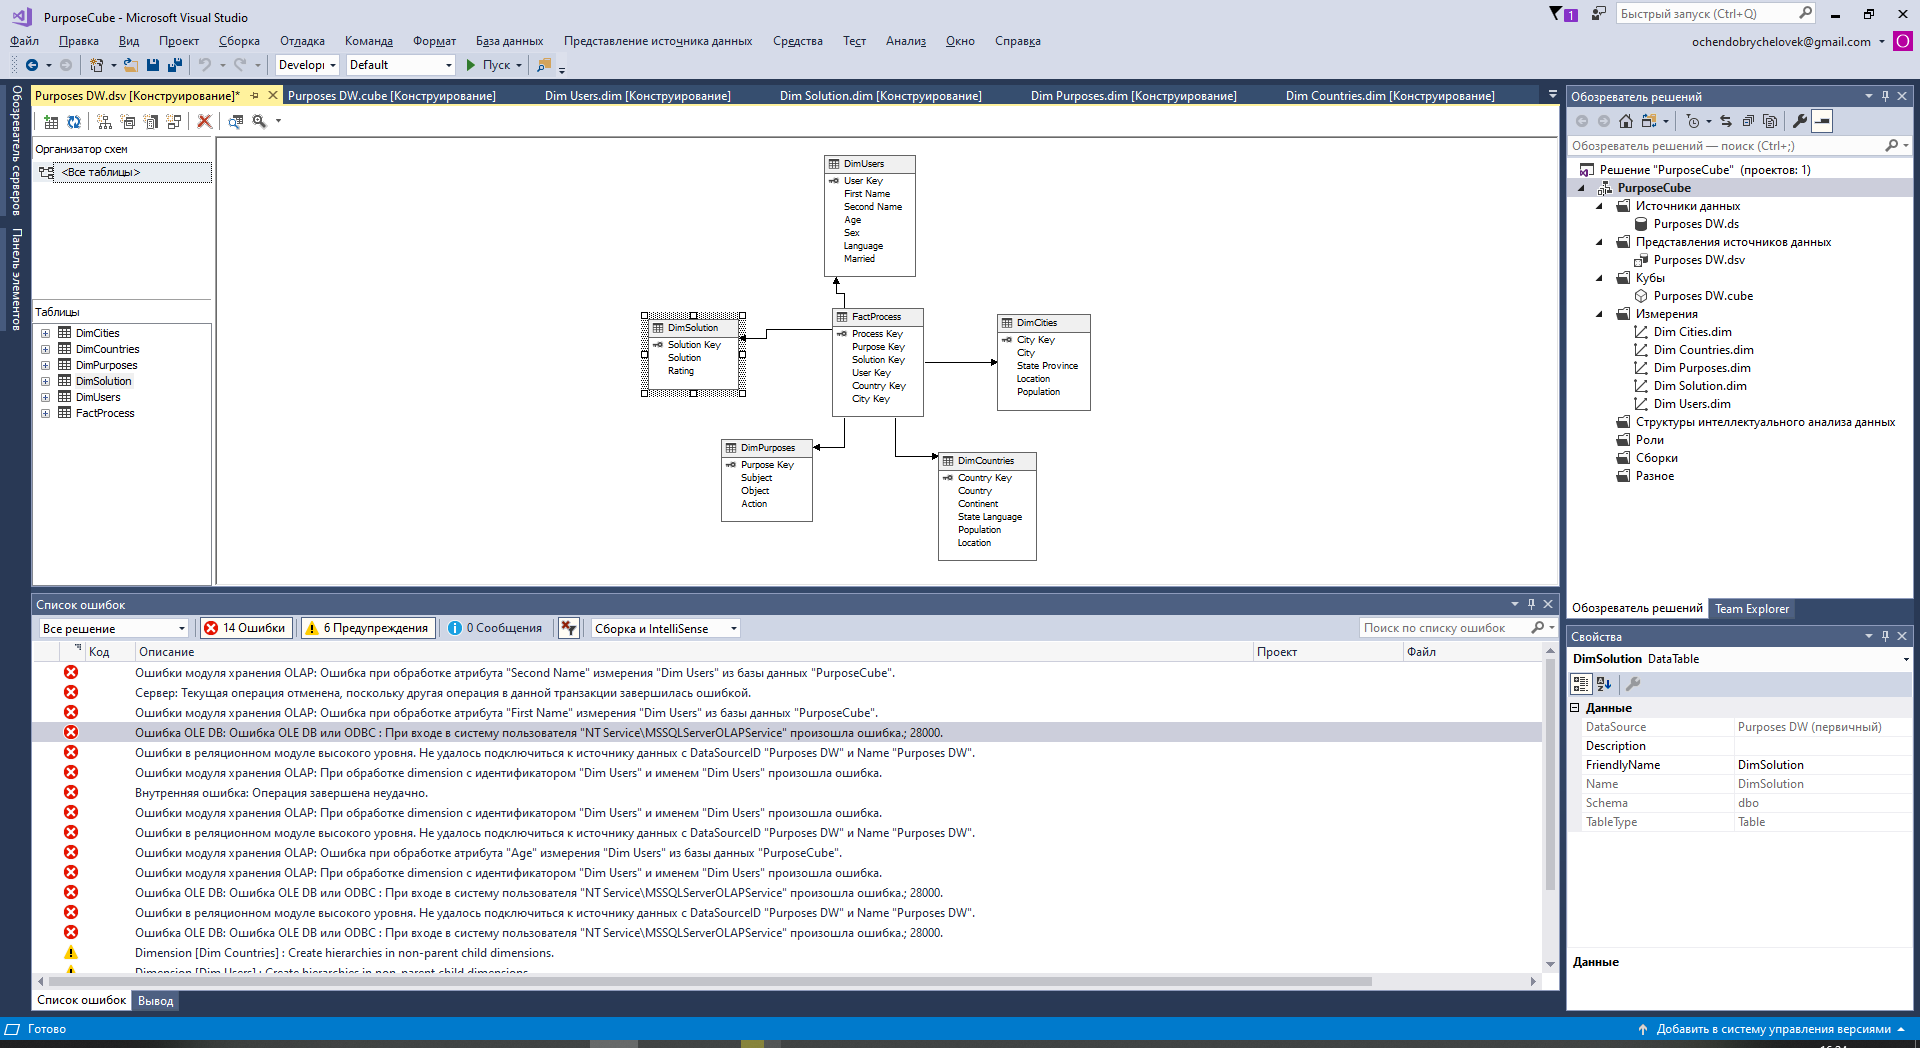 PurposeCube - Microsoft Visual Studio
1
Быстрый запуск (Ctrl+Q)
Файл Правка Вид Проект Сборка Отладка Команда Формат База данных Представление источника данных Средства Тест Анализ Окно Справка
ochendobrychelovek@gmail.com
O
Developi Default Пуск
Обозреватель серверов
Панель элементов
Purposes DW.dsv [Конструирование]*
Purposes DW.cube [Конструирование]
Dim Users.dim [Конструирование]
Dim Solution.dim [Конструирование]
Dim Purposes.dim [Конструирование]
Dim Countries.dim [Конструирование]
Организатор схем
<Все таблицы>
Таблицы
DimCities
DimCountries
DimPurposes
DimSolution
DimUsers
FactProcess
DimUsers
User Key
First Name
Second Name
Age
Sex
Language
Married
DimSolution
Solution Key
Solution
Rating
FactProcess
Process Key
Purpose Key
Solution Key
User Key
Country Key
City Key
DimCities
City Key
City
State Province
Location
Population
DimPurposes
Purpose Key
Subject
Object
Action
DimCountries
Country Key
Country
Continent
State Language
Population
Location
Обозреватель решений
Обозреватель решений — поиск (Ctrl+;)
Решение "PurposeCube" (проектов: 1)
PurposeCube
Источники данных
Purposes DW.ds
Представления источников данных
Purposes DW.dsv
Кубы
Purposes DW.cube
Измерения
Dim Cities.dim
Dim Countries.dim
Dim Purposes.dim
Dim Solution.dim
Dim Users.dim
Структуры интеллектуального анализа данных
Роли
Сборки
Разное
Обозреватель решений Team Explorer
Список ошибок
Все решение 14 Ошибки 6 Предупреждения 0 Сообщения Сборка и IntelliSense Поиск по списку ошибок
Код Описание Проект Файл
Ошибки модуля хранения OLAP: Ошибка при обработке атрибута "Second Name" измерения "Dim Users" из базы данных "PurposeCube".
Сервер: Текущая операция отменена, поскольку другая операция в данной транзакции завершилась ошибкой.
Ошибки модуля хранения OLAP: Ошибка при обработке атрибута "First Name" измерения "Dim Users" из базы данных "PurposeCube".
Ошибка OLE DB: Ошибка OLE DB или ODBC : При входе в систему пользователя "NT Service\MSSQLServerOLAPService" произошла ошибка.; 28000.
Ошибки в реляционном модуле высокого уровня. Не удалось подключиться к источнику данных с DataSourceID "Purposes DW" и Name "Purposes DW".
Ошибки модуля хранения OLAP: При обработке dimension с идентификатором "Dim Users" и именем "Dim Users" произошла ошибка.
Внутренняя ошибка: Операция завершена неудачно.
Ошибки модуля хранения OLAP: При обработке dimension с идентификатором "Dim Users" и именем "Dim Users" произошла ошибка.
Ошибки в реляционном модуле высокого уровня. Не удалось подключиться к источнику данных с DataSourceID "Purposes DW" и Name "Purposes DW".
Ошибки модуля хранения OLAP: Ошибка при обработке атрибута "Age" измерения "Dim Users" из базы данных "PurposeCube".
Ошибки модуля хранения OLAP: При обработке dimension с идентификатором "Dim Users" и именем "Dim Users" произошла ошибка.
Ошибка OLE DB: Ошибка OLE DB или ODBC : При входе в систему пользователя "NT Service\MSSQLServerOLAPService" произошла ошибка.; 28000.
Ошибки в реляционном модуле высокого уровня. Не удалось подключиться к источнику данных с DataSourceID "Purposes DW" и Name "Purposes DW".
Ошибка OLE DB: Ошибка OLE DB или ODBC : При входе в систему пользователя "NT Service\MSSQLServerOLAPService" произошла ошибка.; 28000.
Dimension [Dim Countries] : Create hierarchies in non-parent child dimensions.
Dimension [Dim Users] : Create hierarchies in non-parent child dimensions.
Список ошибок Вывод
Свойства
DimSolution DataTable
Данные
DataSource Purposes DW (первичный)
Description
FriendlyName DimSolution
Name DimSolution
Schema dbo
TableType Table
Данные
Готово
Добавить в систему управления версиями